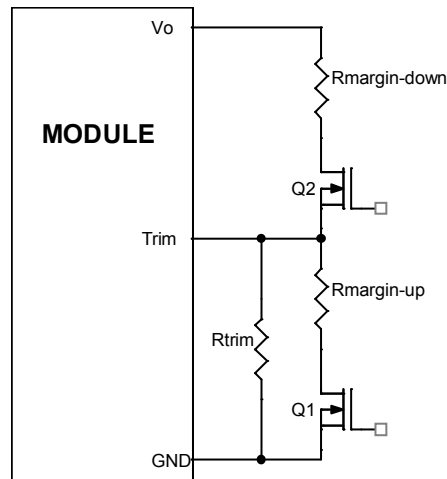 Vo
Rmargin-down
MODULE
Q2
Trim
Rmargin-up
Rtrim
Q1
GND